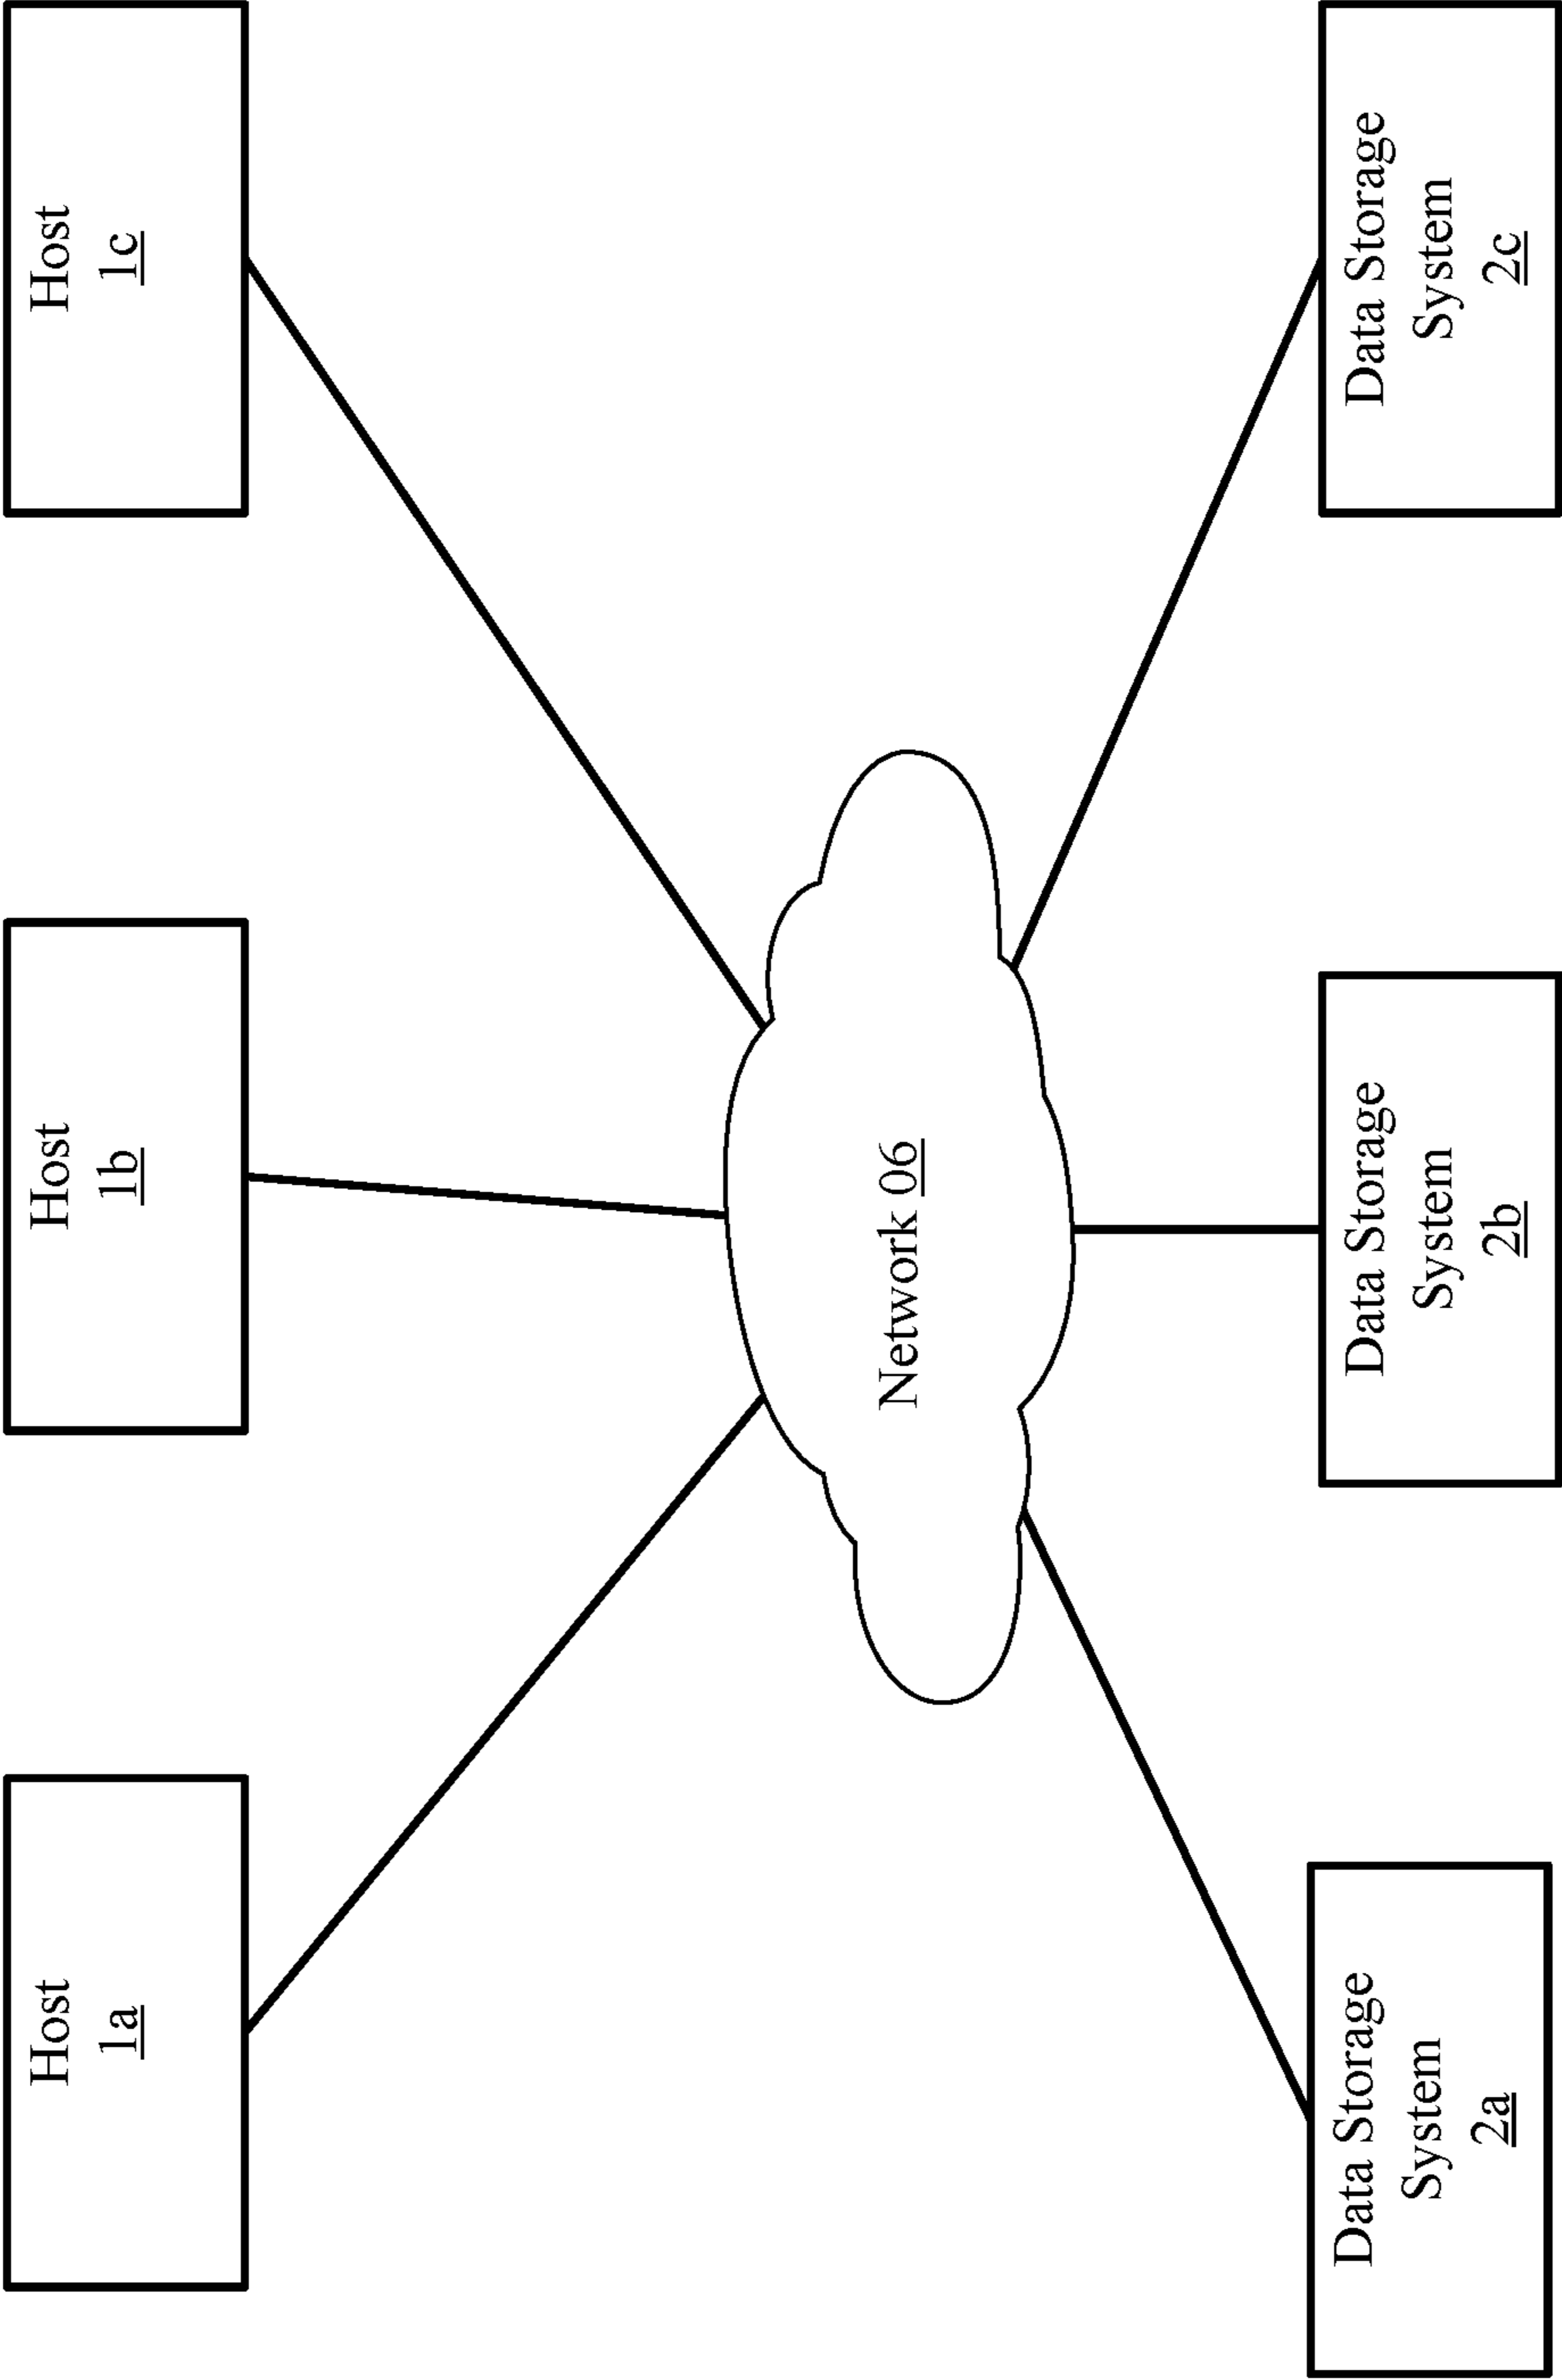 Host
1a
Host
1b
Host
1c
Network 06
Data Storage
System
2a
Data Storage
System
2b
Data Storage
System
2c